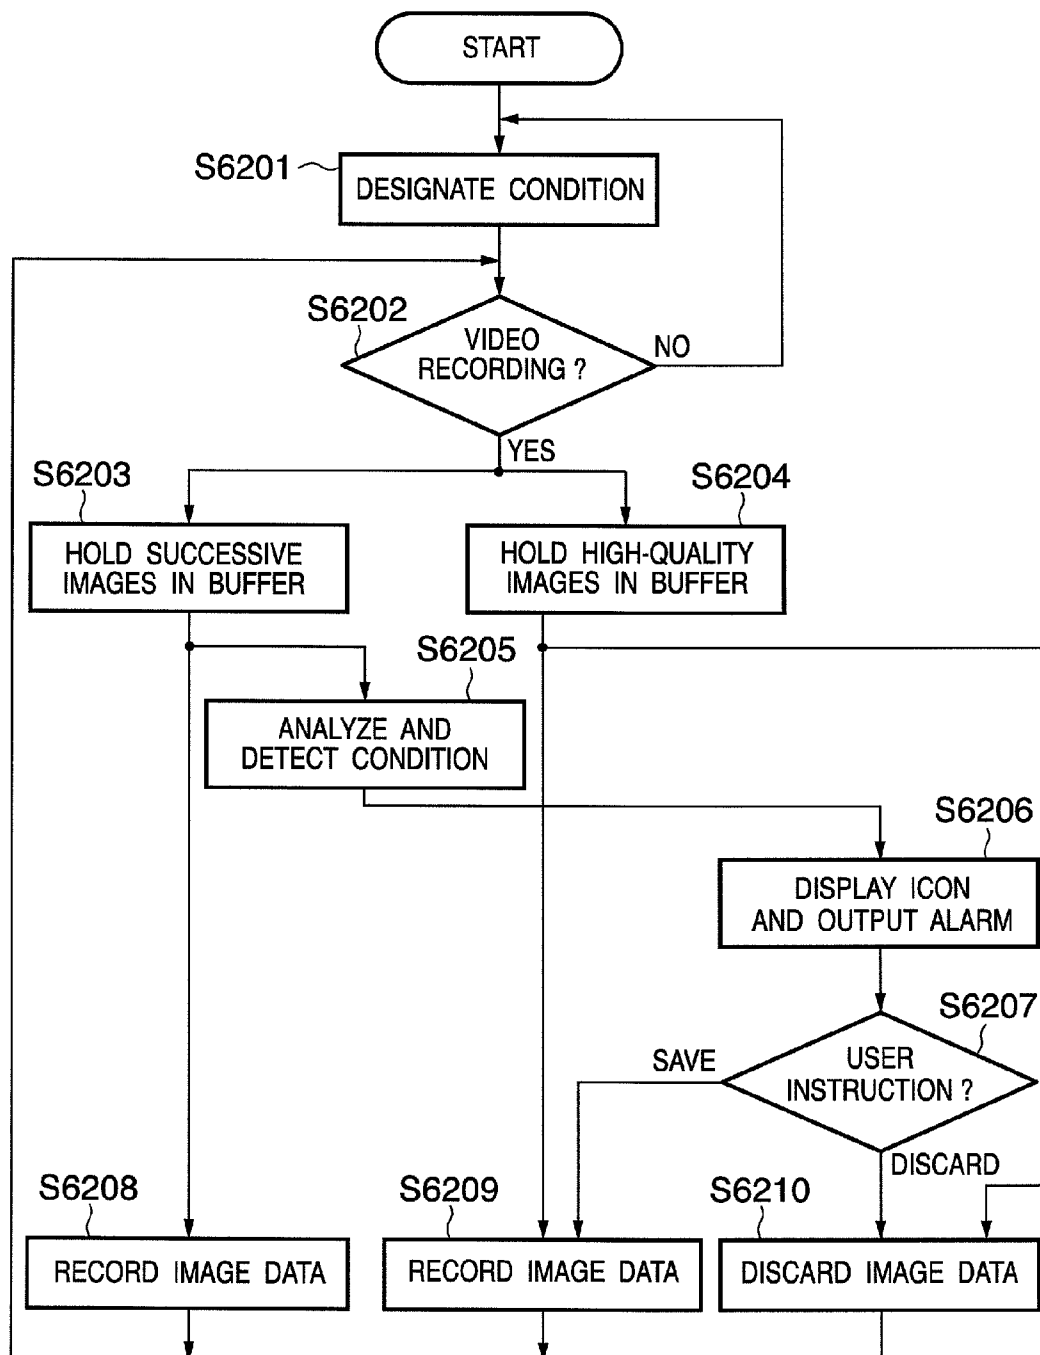 START
S6201
DESIGNATE CONDITION
S6202
VIDEO
RECORDING ?
NO
YES
S6203
S6204
HOLD SUCCESSIVE
IMAGES IN BUFFER
HOLD HIGH-QUALITY
IMAGES IN BUFFER
S6205
ANALYZE AND
DETECT CONDITION
S6206
DISPLAY ICON
AND OUTPUT ALARM
S6207
SAVE
USER
INSTRUCTION ?
DISCARD
S6208
S6209
S6210
RECORD IMAGE DATA
RECORD IMAGE DATA
DISCARD IMAGE DATA